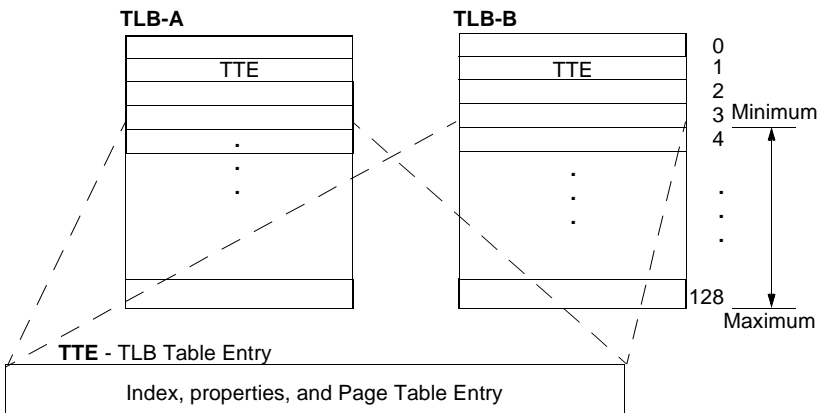 TLB-A
TLB-B
0
TTE
TTE
1
2
3
Minimum
4
.
.
.
.
.
.
.
.
.
128
Maximum
TTE - TLB Table Entry
Index, properties, and Page Table Entry